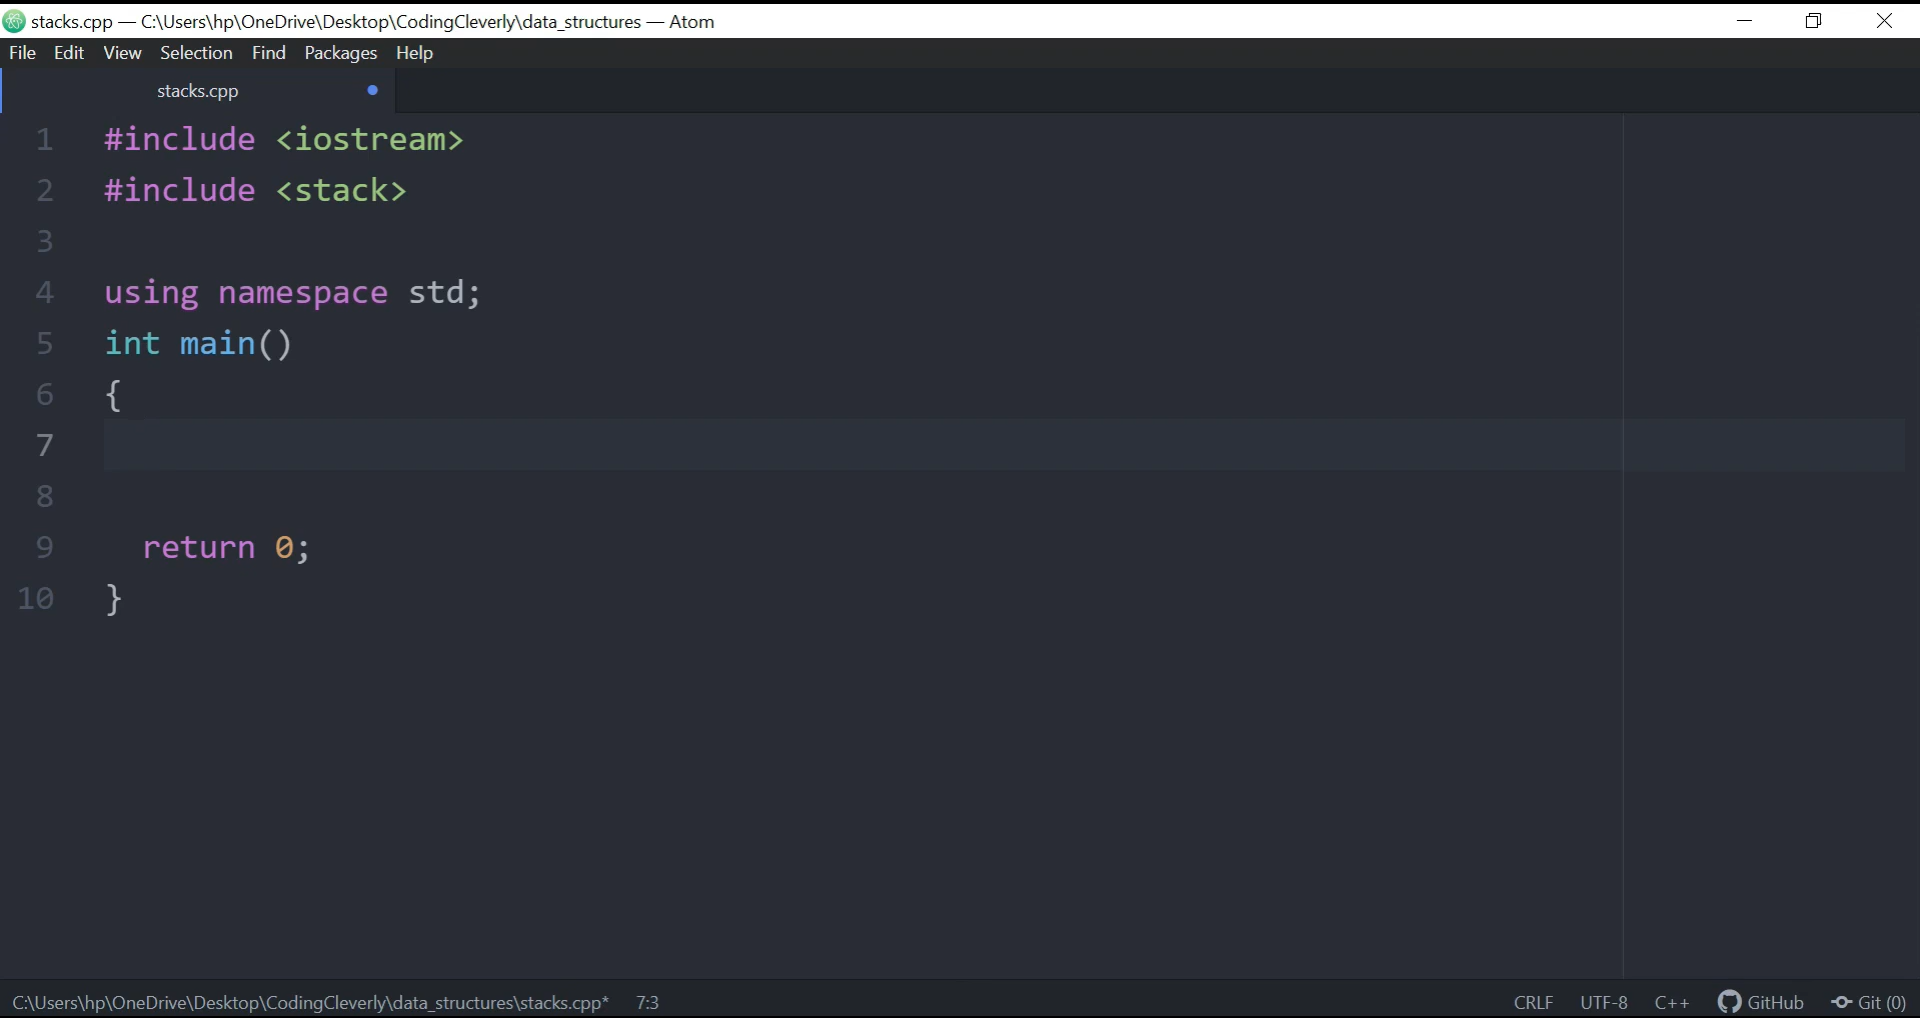 stacks.cpp — C:\Users\hp\OneDrive\Desktop\CodingCleverly\data_structures — Atom
File Edit View Selection Find Packages Help
stacks.cpp
1 #include <iostream>
2 #include <stack>
3
4 using namespace std;
5 int main()
6 {
7
8
9   return 0;
10 }
C:\Users\hp\OneDrive\Desktop\CodingCleverly\data_structures\stacks.cpp* 7:3 CRLF UTF-8 C++ GitHub Git (0)